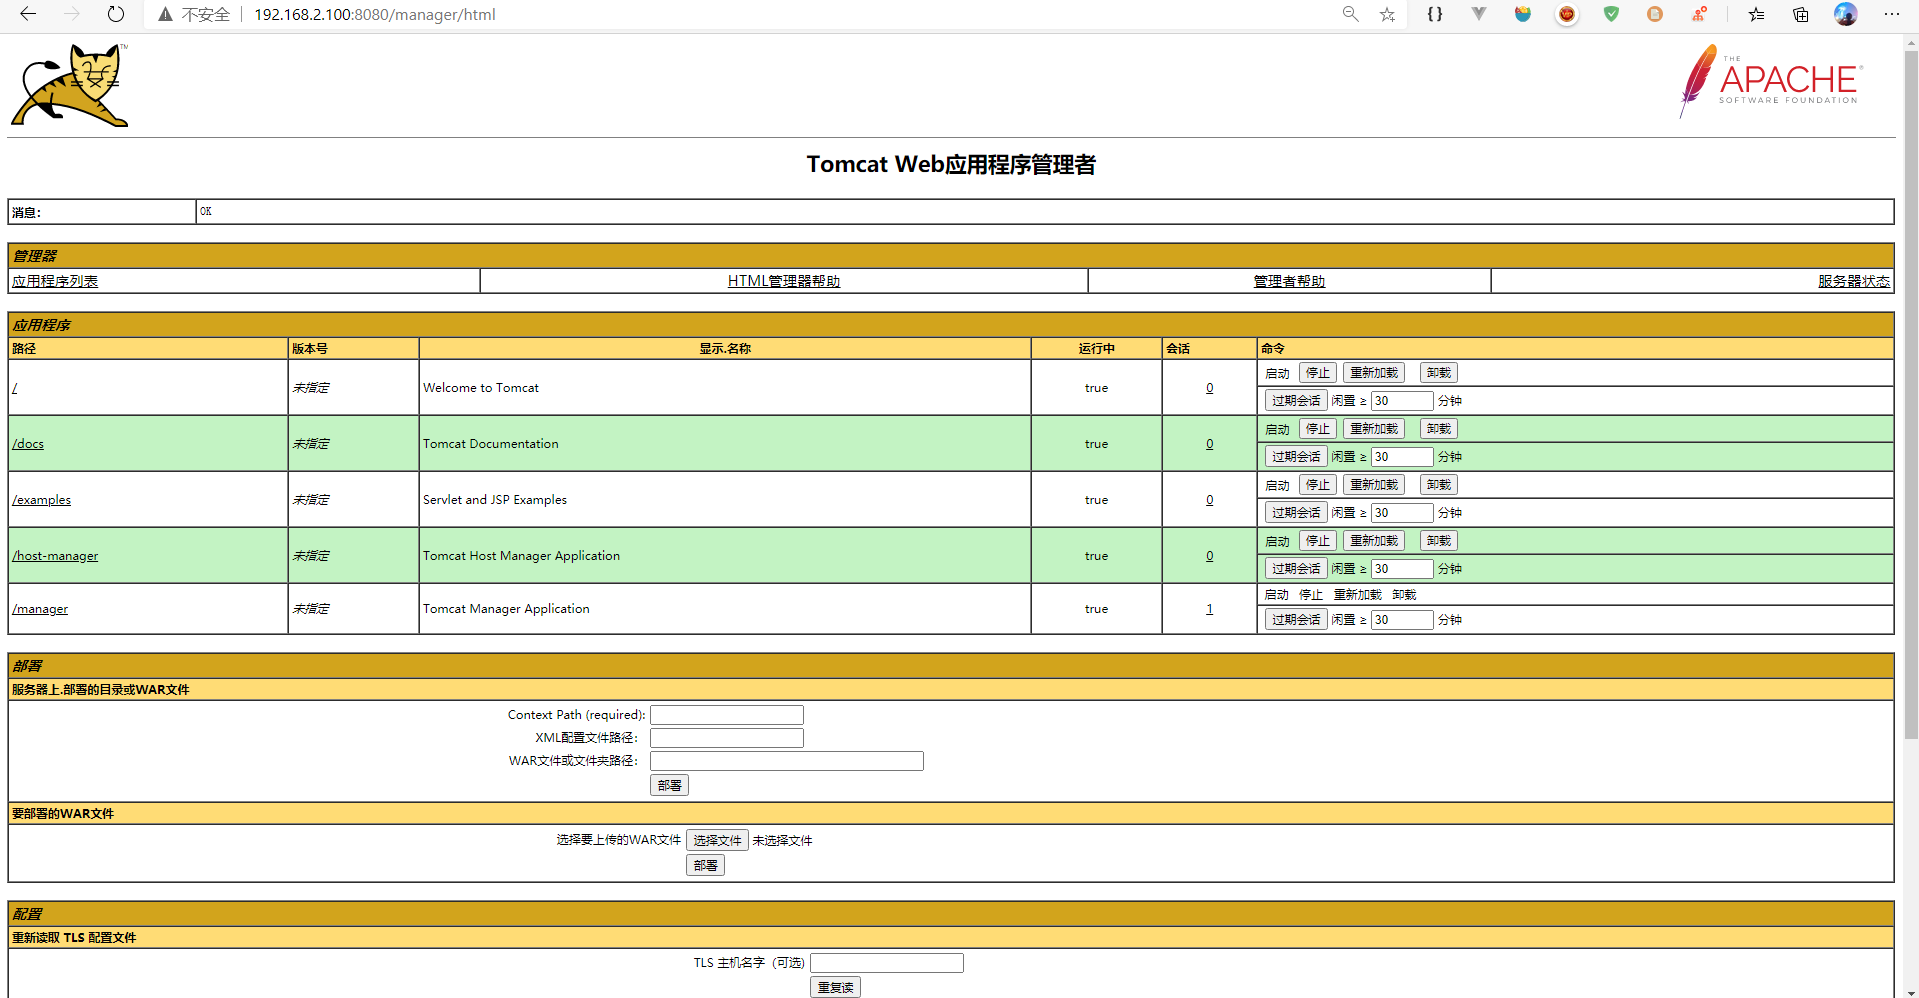 不安全 192.168.2.100:8080/manager/html
TM
THE
APACHE®
SOFTWARE FOUNDATION
Tomcat Web应用程序管理者
消息： OK
管理器
应用程序列表 HTML管理器帮助 管理者帮助 服务器状态
应用程序
路径 版本号 显示.名称 运行中 会话 命令
/ 未指定 Welcome to Tomcat true 0 启动 停止 重新加载 卸载
过期会话 闲置 ≥ 30 分钟
/docs 未指定 Tomcat Documentation true 0 启动 停止 重新加载 卸载
过期会话 闲置 ≥ 30 分钟
/examples 未指定 Servlet and JSP Examples true 0 启动 停止 重新加载 卸载
过期会话 闲置 ≥ 30 分钟
/host-manager 未指定 Tomcat Host Manager Application true 0 启动 停止 重新加载 卸载
过期会话 闲置 ≥ 30 分钟
/manager 未指定 Tomcat Manager Application true 1 启动 停止 重新加载 卸载
过期会话 闲置 ≥ 30 分钟
部署
服务器上.部署的目录或WAR文件
Context Path (required):
XML配置文件路径：
WAR文件或文件夹路径：
部署
要部署的WAR文件
选择要上传的WAR文件 选择文件 未选择文件
部署
配置
重新读取 TLS 配置文件
TLS 主机名字（可选)
重复读